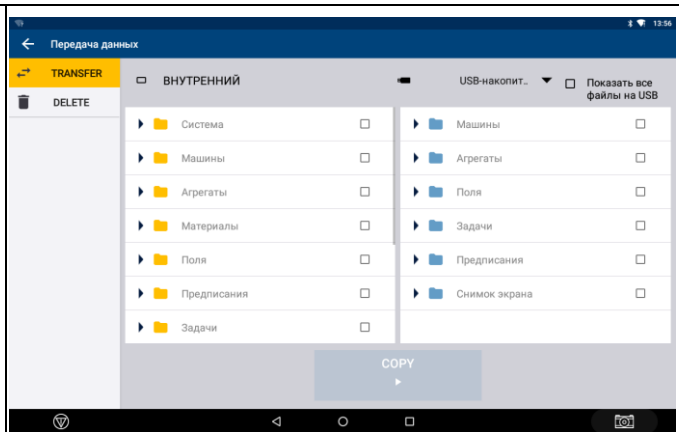 13:56
Передача данных
TRANSFER
DELETE
ВНУТРЕННИЙ
USB-накопит..
Показать все
файлы на USB
Система
Машины
Агрегаты
Материалы
Поля
Предписания
Задачи
Машины
Агрегаты
Поля
Задачи
Предписания
Снимок экрана
COPY